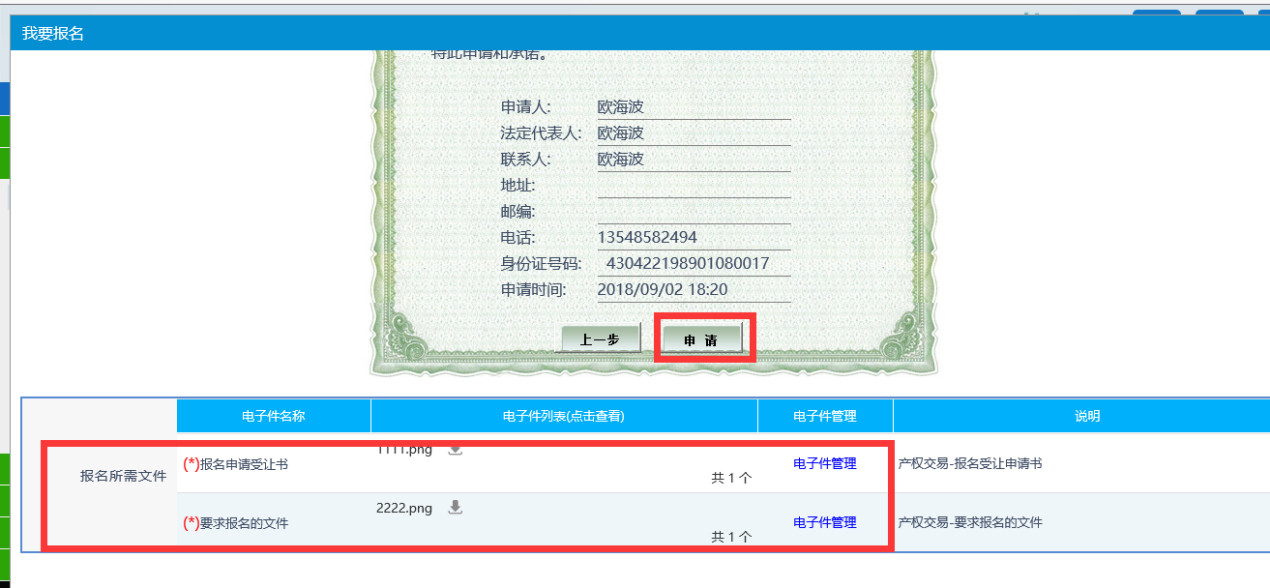 我要报名
特此申请和承诺。
申请人: 欧海波
法定代表人: 欧海波
联系人: 欧海波
地址:
邮编:
电话: 13548582494
身份证号码: 430422198901080017
申请时间: 2018/09/02 18:20
上一步 申 请
电子件名称 电子件列表(点击查看) 电子件管理 说明
报名所需文件
(*)报名申请受让书 1111.png 共 1 个 电子件管理 产权交易-报名受让申请书
(*)要求报名的文件 2222.png 共 1 个 电子件管理 产权交易-要求报名的文件